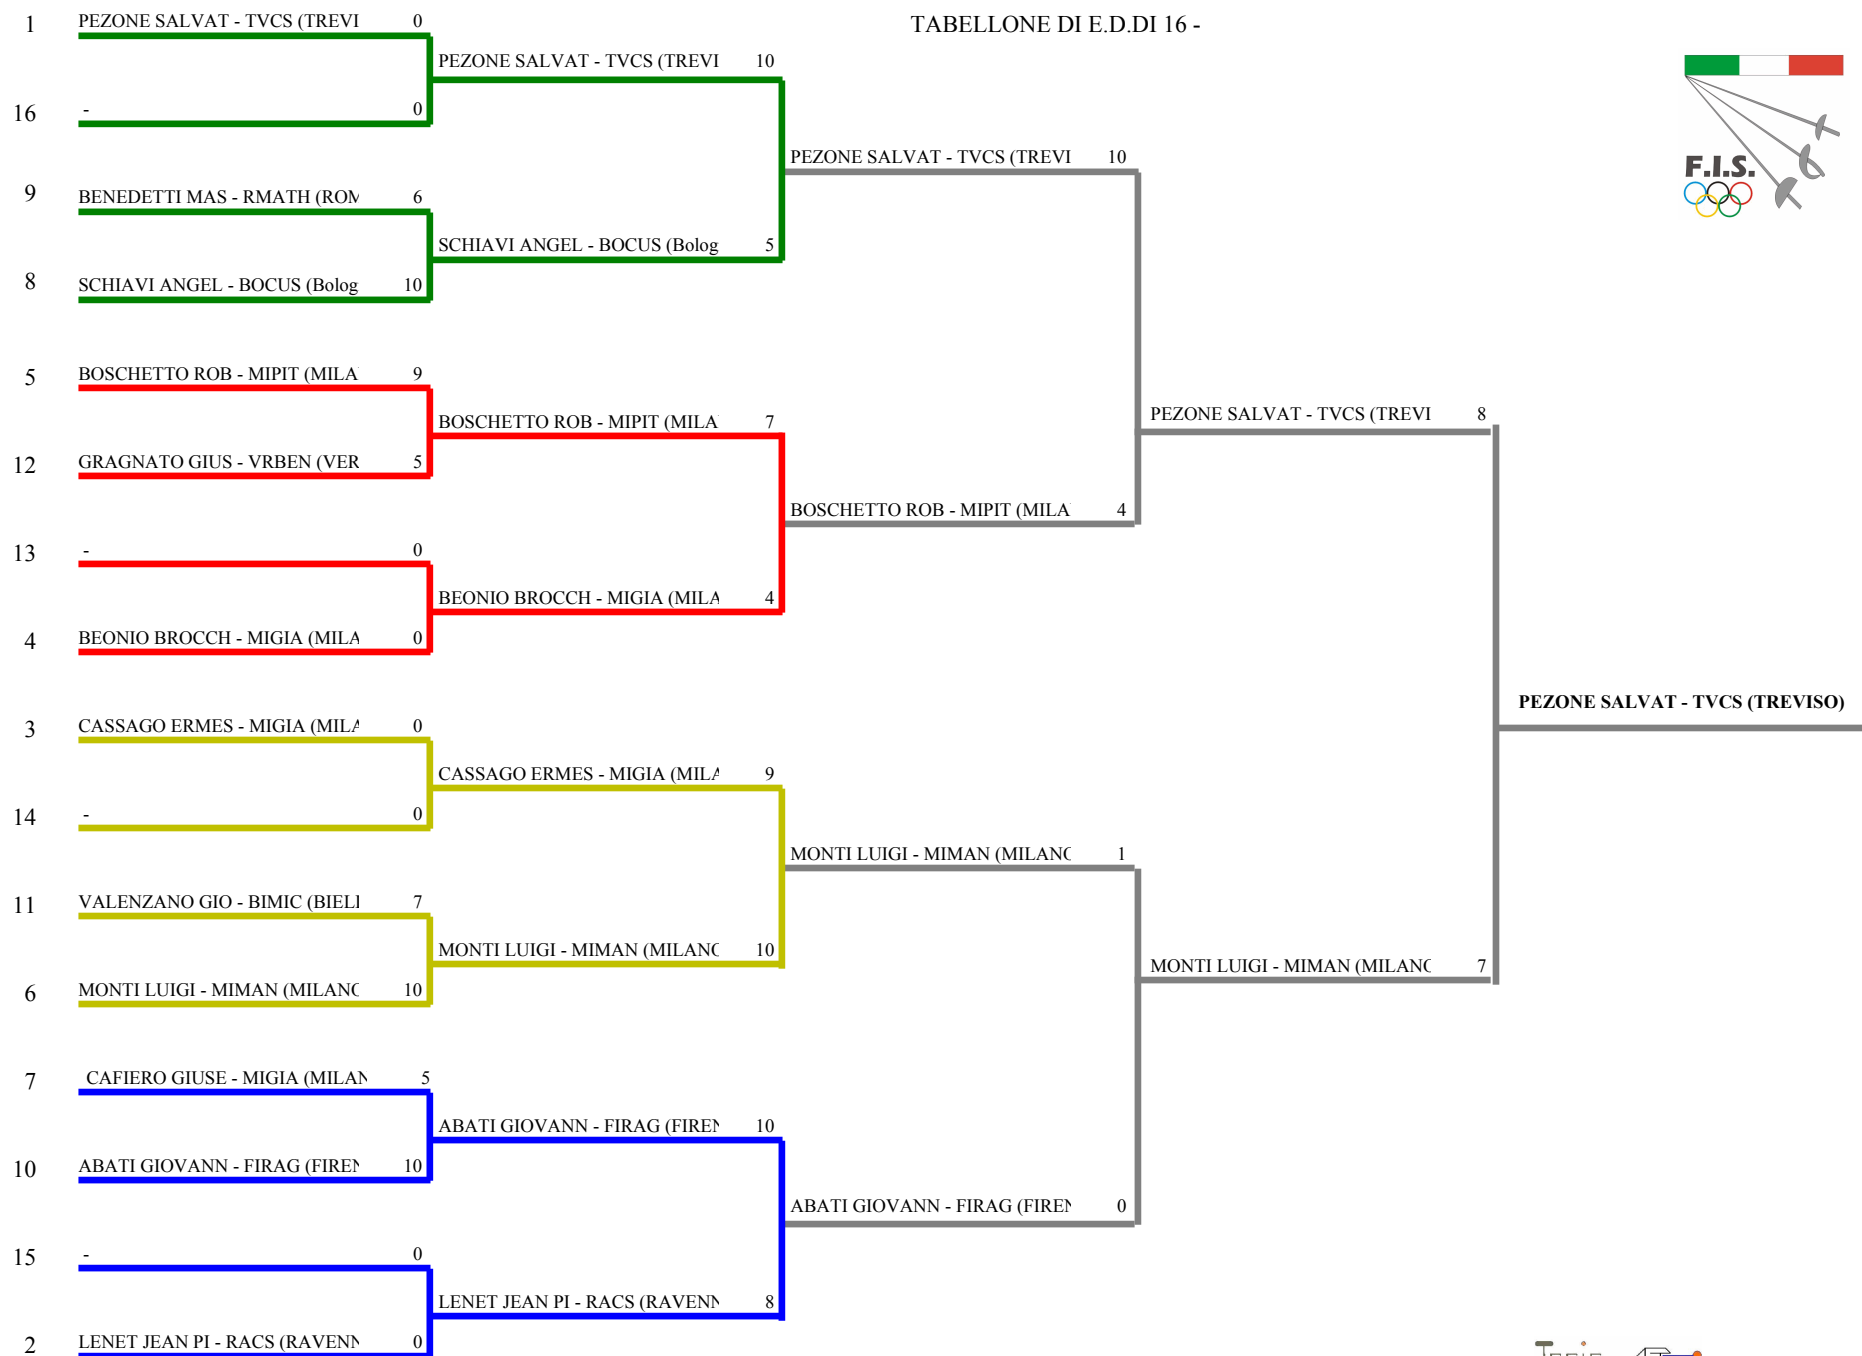 TABELLONE DI E.D.DI 16 -
F.I.S.
1 PEZONE SALVAT - TVCS (TREVI 0
PEZONE SALVAT - TVCS (TREVI 10
16 - 0
PEZONE SALVAT - TVCS (TREVI 10
9 BENEDETTI MAS - RMATH (ROM 6
SCHIAVI ANGEL - BOCUS (Bolog 5
8 SCHIAVI ANGEL - BOCUS (Bolog 10
5 BOSCHETTO ROB - MIPIT (MILA 9
BOSCHETTO ROB - MIPIT (MILA 7
PEZONE SALVAT - TVCS (TREVI 8
12 GRAGNATO GIUS - VRBEN (VER 5
BOSCHETTO ROB - MIPIT (MILA 4
13 - 0
BEONIO BROCCH - MIGIA (MILA 4
4 BEONIO BROCCH - MIGIA (MILA 0
PEZONE SALVAT - TVCS (TREVISO)
3 CASSAGO ERMES - MIGIA (MILA 0
CASSAGO ERMES - MIGIA (MILA 9
14 - 0
MONTI LUIGI - MIMAN (MILANO 1
11 VALENZANO GIO - BIMIC (BIELL 7
MONTI LUIGI - MIMAN (MILANO 10
MONTI LUIGI - MIMAN (MILANO 7
6 MONTI LUIGI - MIMAN (MILANO 10
7 CAFIERO GIUSE - MIGIA (MILAN 5
ABATI GIOVANN - FIRAG (FIREN 10
10 ABATI GIOVANN - FIRAG (FIREN 10
ABATI GIOVANN - FIRAG (FIREN 0
15 - 0
LENET JEAN PI - RACS (RAVENN 8
2 LENET JEAN PI - RACS (RAVENN 0